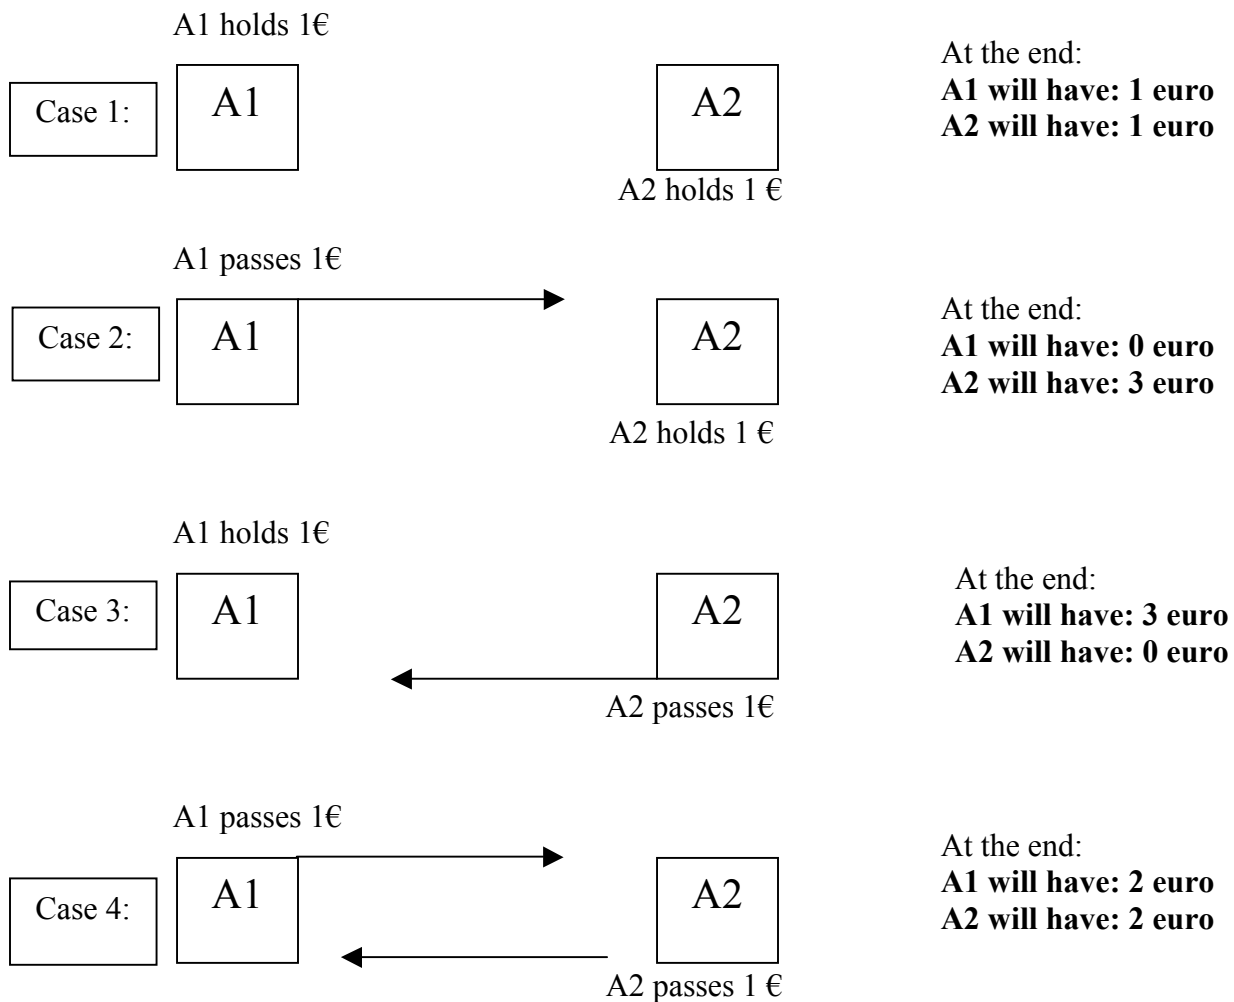 A1 holds 1€
Case 1:
A1
A2
At the end:
A1 will have: 1 euro
A2 will have: 1 euro
A2 holds 1 €
A1 passes 1€
Case 2:
A1
A2
At the end:
A1 will have: 0 euro
A2 will have: 3 euro
A2 holds 1 €
A1 holds 1€
Case 3:
A1
A2
At the end:
A1 will have: 3 euro
A2 will have: 0 euro
A2 passes 1€
A1 passes 1€
Case 4:
A1
A2
At the end:
A1 will have: 2 euro
A2 will have: 2 euro
A2 passes 1 €